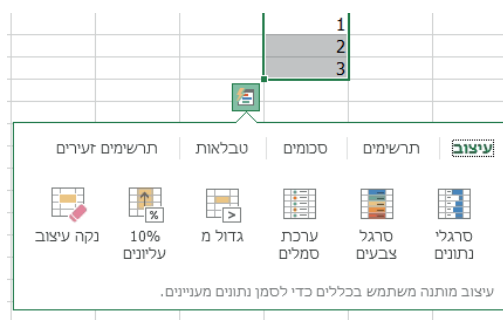 1
2
3
עיצוב תרשימים סכומים טבלאות תרשימים זעירים
סרגלי נתונים
סרגל צבעים
ערכת סמלים
גדול מ
10% עליונים
נקה עיצוב
עיצוב מותנה משתמש בכללים כדי לסמן נתונים מעניינים.